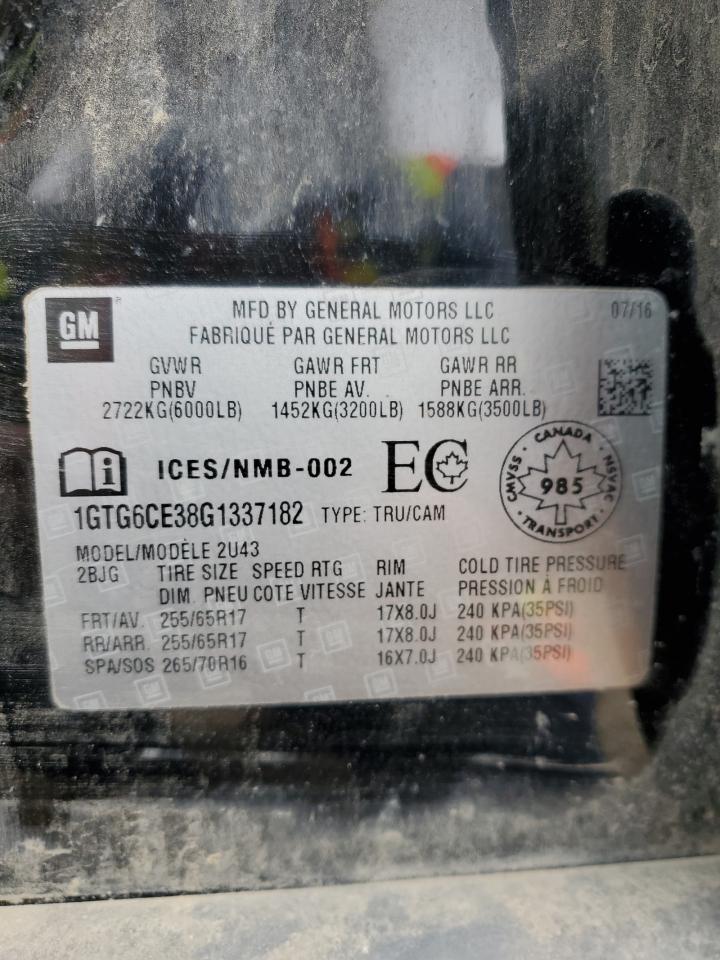 GM
MFD BY GENERAL MOTORS LLC 07/16
FABRIQUÉ PAR GENERAL MOTORS LLC
GVWR GAWR FRT GAWR RR
PNBV PNBE AV. PNBE ARR.
2722KG(6000LB) 1452KG(3200LB) 1588KG(3500LB)
ICES/NMB-002 EC
CANADA CMVSS NSVAC
985
TRANSPORT
1GTG6CE38G1337182 TYPE: TRU/CAM
MODEL/MODÈLE 2U43
2BJG TIRE SIZE SPEED RTG RIM COLD TIRE PRESSURE
DIM. PNEU COTE VITESSE JANTE PRESSION À FROID
FRT/AV. 255/65R17 T 17X8.0J 240 KPA(35PSI)
RR/ARR. 255/65R17 T 17X8.0J 240 KPA(35PSI)
SPA/SOS 265/70R16 T 16X7.0J 240 KPA(35PSI)